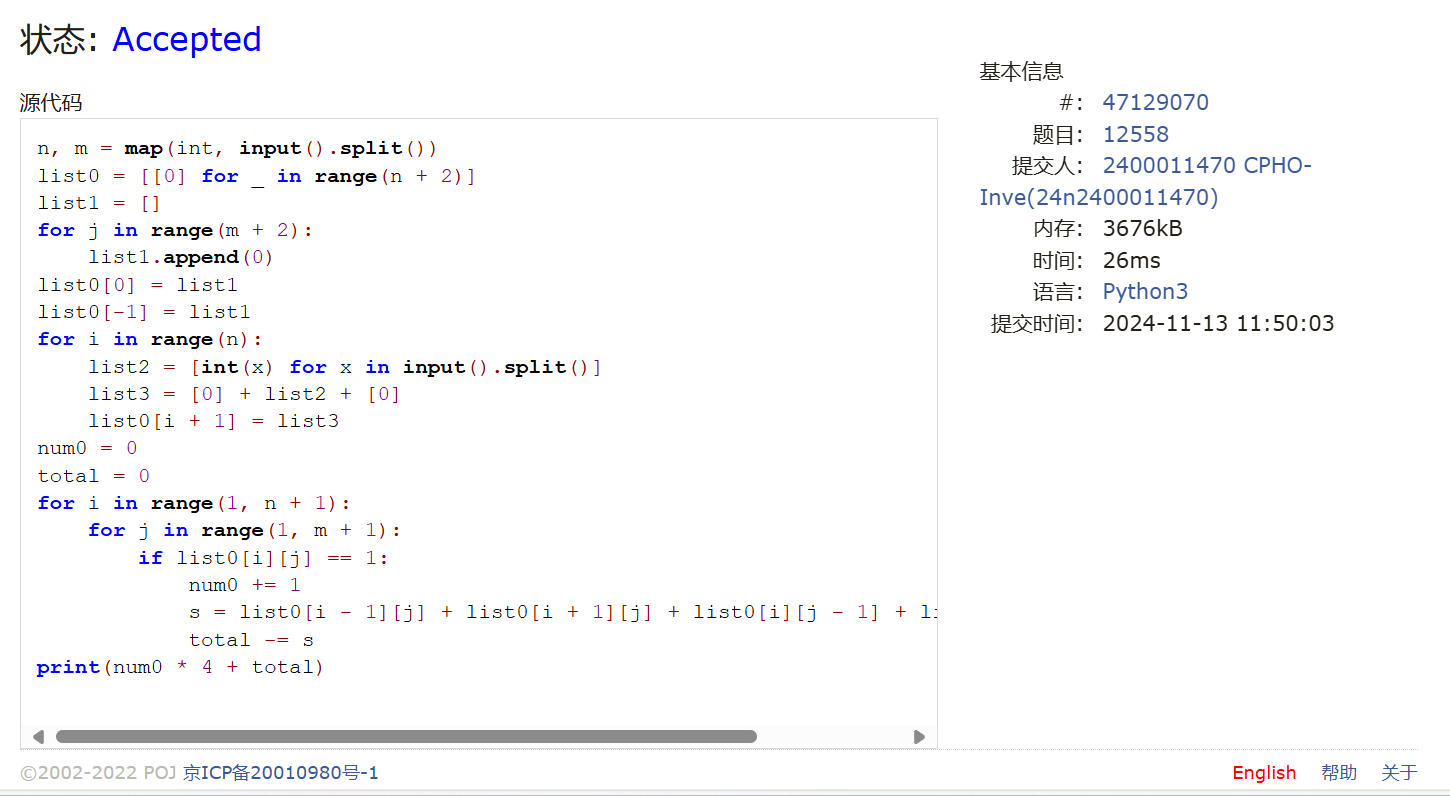 状态: Accepted
源代码
n, m = map(int, input().split())
list0 = [[0] for _ in range(n + 2)]
list1 = []
for j in range(m + 2):
    list1.append(0)
list0[0] = list1
list0[-1] = list1
for i in range(n):
    list2 = [int(x) for x in input().split()]
    list3 = [0] + list2 + [0]
    list0[i + 1] = list3
num0 = 0
total = 0
for i in range(1, n + 1):
    for j in range(1, m + 1):
        if list0[i][j] == 1:
            num0 += 1
            s = list0[i - 1][j] + list0[i + 1][j] + list0[i][j - 1] +
            total -= s
print(num0 * 4 + total)
基本信息
#: 47129070
题目: 12558
提交人: 2400011470 CPHO-
Inve(24n2400011470)
内存: 3676kB
时间: 26ms
语言: Python3
提交时间: 2024-11-13 11:50:03
©2002-2022 POJ 京ICP备20010980号-1
English 帮助 关于